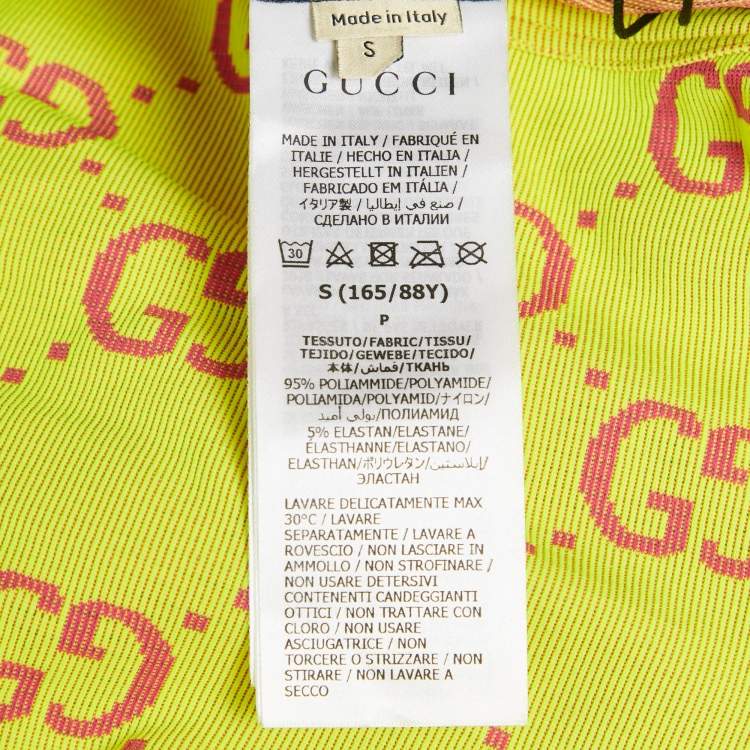 Made in Italy
S
GUCCI
MADE IN ITALY / FABRIQUÉ EN
ITALIE / HECHO EN ITALIA /
HERGESTELLT IN ITALIEN /
FABRICADO EM ITÁLIA /
イタリア製 / صنع في إيطاليا /
СДЕЛАНО В ИТАЛИИ
30
S (165/88Y)
P
TESSUTO/FABRIC/TISSU/
TEJIDO/GEWEBE/TECIDO/
本体/قماش/ТКАНЬ
95% POLIAMMIDE/POLYAMIDE/
POLIAMIDA/POLYAMID/ナイロン/
بولي أميد/ПОЛИАМИД
5% ELASTAN/ELASTANE/
ÉLASTHANNE/ELASTANO/
ELASTHAN/ポリウレタン/إيلاستين/
ЭЛАСТАН
LAVARE DELICATAMENTE MAX
30°C / LAVARE
SEPARATAMENTE / LAVARE A
ROVESCIO / NON LASCIARE IN
AMMOLLO / NON STROFINARE /
NON USARE DETERSIVI
CONTENENTI CANDEGGIANTI
OTTICI / NON TRATTARE CON
CLORO / NON USARE
ASCIUGATRICE / NON
TORCERE O STRIZZARE / NON
STIRARE / NON LAVARE A
SECCO